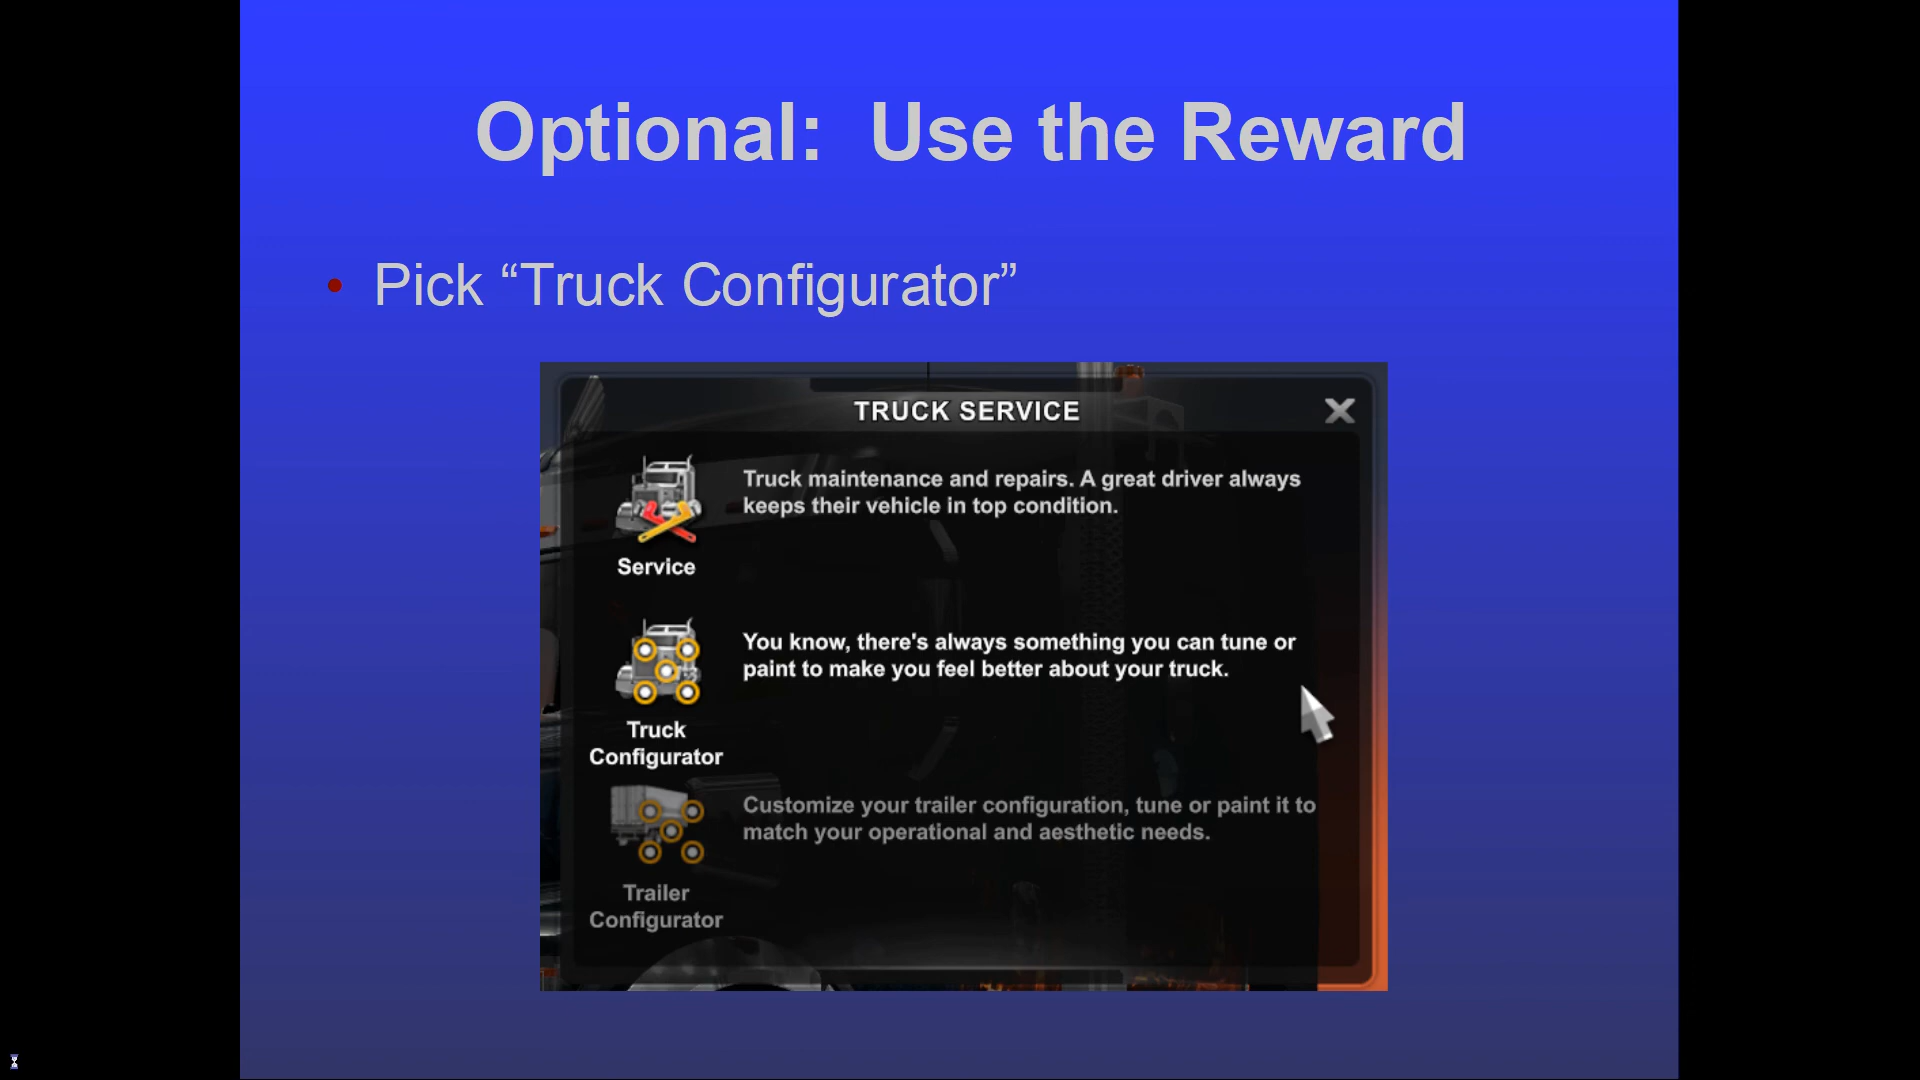 Optional:  Use the Reward
• Pick “Truck Configurator”
TRUCK SERVICE
Truck maintenance and repairs. A great driver always
keeps their vehicle in top condition.
Service
You know, there's always something you can tune or
paint to make you feel better about your truck.
Truck
Configurator
Customize your trailer configuration, tune or paint it to
match your operational and aesthetic needs.
Trailer
Configurator